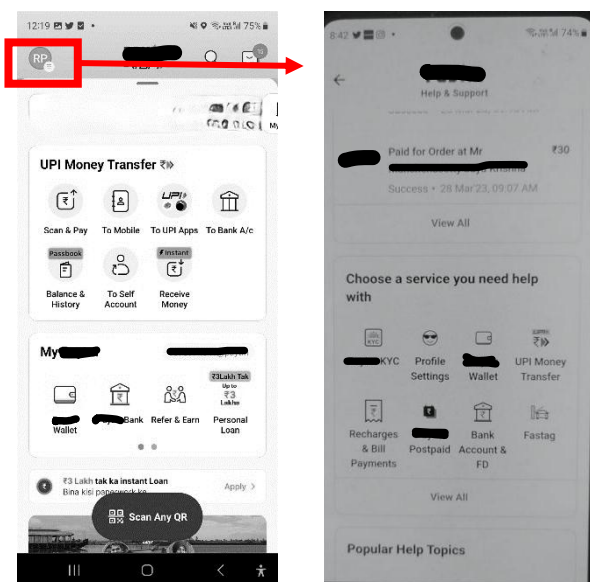 12:19
75%
RP
UPI Money Transfer ₹»
Scan & Pay
To Mobile
To UPI Apps
To Bank A/c
UPI
Passbook
Instant
Balance & History
To Self Account
Receive Money
My
₹3Lakh Tak
Up to
₹3
Lakhs
Wallet
Bank
Refer & Earn
Personal Loan
₹3 Lakh tak ka instant Loan
Bina kisi paperwork ke
Apply >
Scan Any QR
8:42
74%
Help & Support
Paid for Order at Mr
₹30
Success • 28 Mar'23, 09:07 AM
View All
Choose a service you need help
with
KYC
KYC
Profile Settings
Wallet
UPI Money Transfer
Recharges & Bill Payments
Postpaid
Bank Account & FD
Fastag
View All
Popular Help Topics